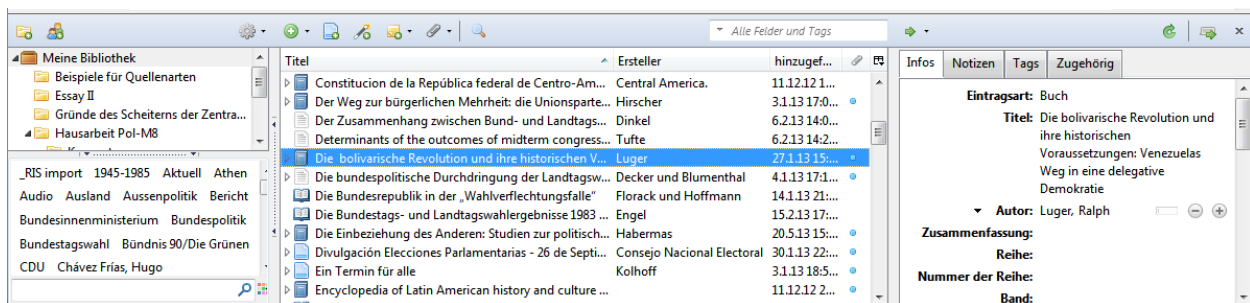 Alle Felder und Tags
Meine Bibliothek
Beispiele für Quellenarten
Essay II
Gründe des Scheiterns der Zentra...
Hausarbeit Pol-M8
_RIS import 1945-1985 Aktuell Athen
Audio Ausland Aussenpolitik Bericht
Bundesinnenministerium Bundespolitik
Bundestagswahl Bündnis 90/Die Grünen
CDU Chávez Frías, Hugo
Titel Ersteller hinzugef...
Constitucion de la República federal de Centro-Am... Central America. 11.12.12 1...
Der Weg zur bürgerlichen Mehrheit: die Unionsparte... Hirscher 3.1.13 17:0...
Der Zusammenhang zwischen Bund- und Landtags... Dinkel 6.2.13 14:0...
Determinants of the outcomes of midterm congress... Tufte 6.2.13 14:2...
Die bolivarische Revolution und ihre historischen V... Luger 27.1.13 15:...
Die bundespolitische Durchdringung der Landtagsw... Decker und Blumenthal 4.1.13 17:1...
Die Bundesrepublik in der „Wahlverflechtungsfalle“ Florack und Hoffmann 14.1.13 21:...
Die Bundestags- und Landtagswahlergebnisse 1983 ... Engel 15.2.13 17:...
Die Einbeziehung des Anderen: Studien zur politisch... Habermas 20.5.13 15:...
Divulgación Elecciones Parlamentarias - 26 de Septi... Consejo Nacional Electoral 30.1.13 22:...
Ein Termin für alle Kolhoff 3.1.13 18:5...
Encyclopedia of Latin American history and culture ... 11.12.12 2...
Infos Notizen Tags Zugehörig
Eintragsart: Buch
Titel: Die bolivarische Revolution und
ihre historischen
Voraussetzungen: Venezuelas
Weg in eine delegative
Demokratie
Autor: Luger, Ralph
Zusammenfassung:
Reihe:
Nummer der Reihe:
Band: